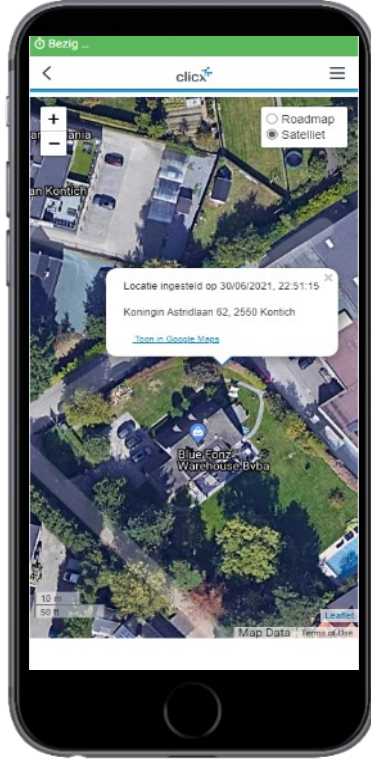 Bezig ...
clicx
Roadmap
Satelliet
+
−
an Kontich
Locatie ingesteld op 30/06/2021, 22:51:15
×
Koningin Astridlaan 62, 2550 Kontich
Toon in Google Maps
Blue Fonz
Warehouse Bvba
10 m
50 ft
Leaflet
Map Data
Terms of Use